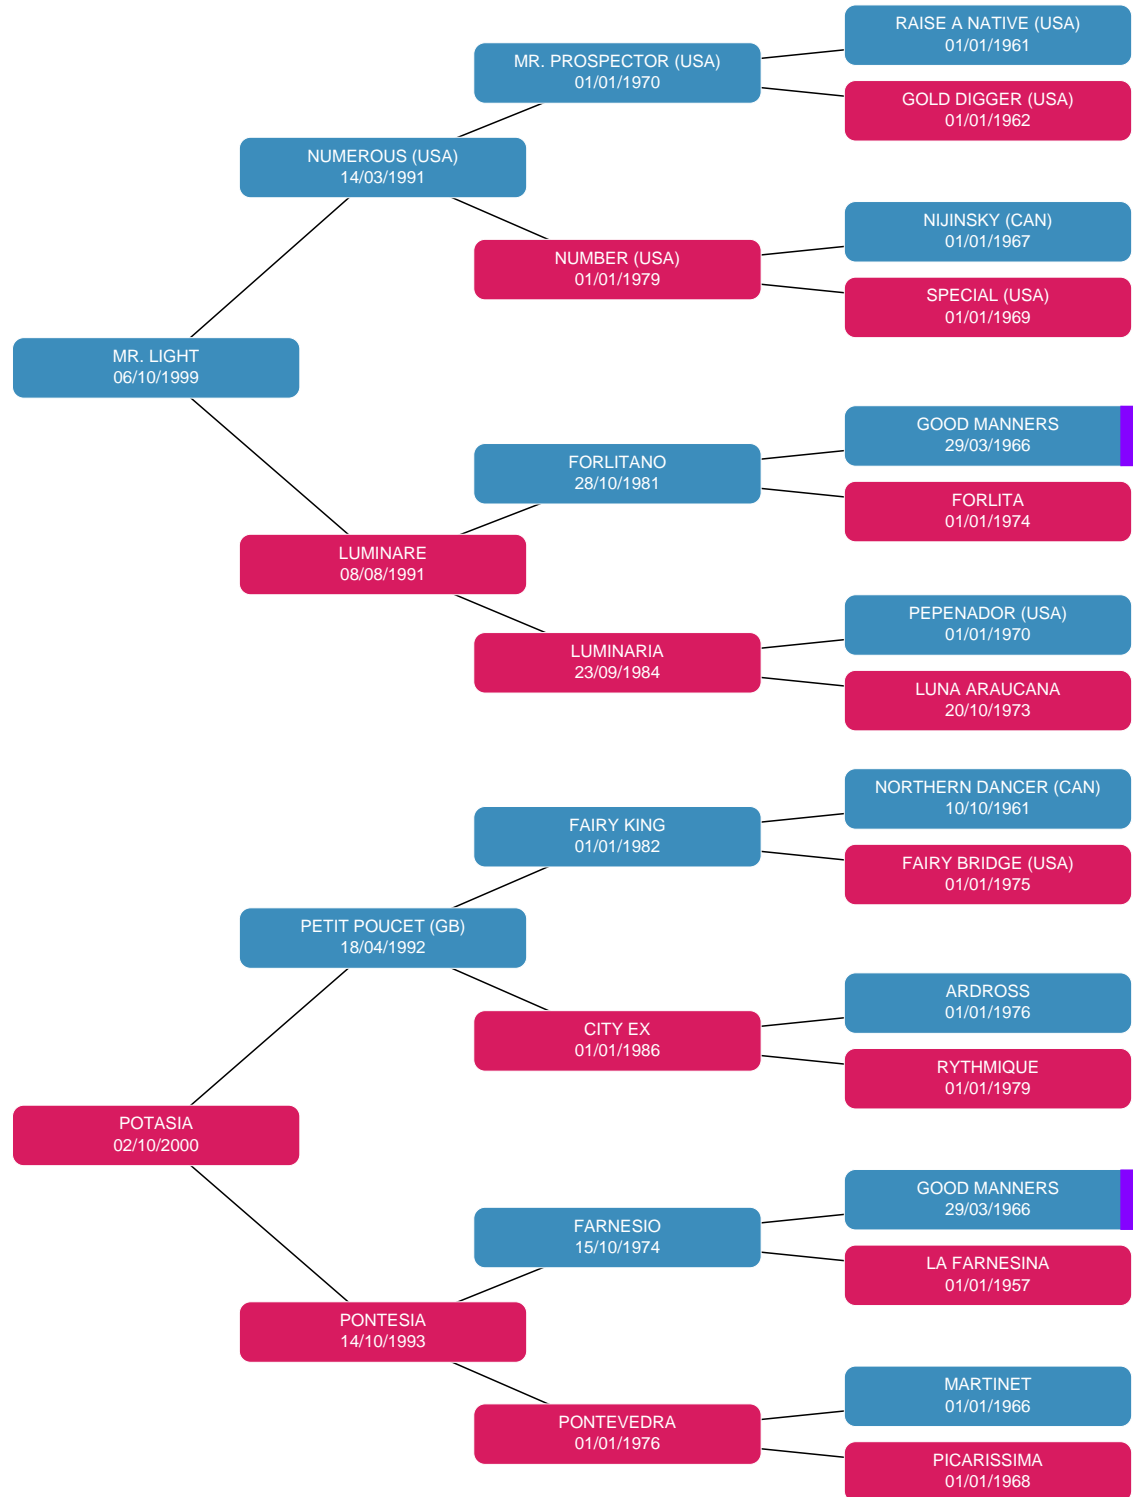 RAISE A NATIVE (USA)
01/01/1961
MR. PROSPECTOR (USA)
01/01/1970
GOLD DIGGER (USA)
01/01/1962
NUMEROUS (USA)
14/03/1991
NIJINSKY (CAN)
01/01/1967
NUMBER (USA)
01/01/1979
SPECIAL (USA)
01/01/1969
MR. LIGHT
06/10/1999
GOOD MANNERS
29/03/1966
FORLITANO
28/10/1981
FORLITA
01/01/1974
LUMINARE
08/08/1991
PEPENADOR (USA)
01/01/1970
LUMINARIA
23/09/1984
LUNA ARAUCANA
20/10/1973
NORTHERN DANCER (CAN)
10/10/1961
FAIRY KING
01/01/1982
FAIRY BRIDGE (USA)
01/01/1975
PETIT POUCET (GB)
18/04/1992
ARDROSS
01/01/1976
CITY EX
01/01/1986
RYTHMIQUE
01/01/1979
POTASIA
02/10/2000
GOOD MANNERS
29/03/1966
FARNESIO
15/10/1974
LA FARNESINA
01/01/1957
PONTESIA
14/10/1993
MARTINET
01/01/1966
PONTEVEDRA
01/01/1976
PICARISSIMA
01/01/1968